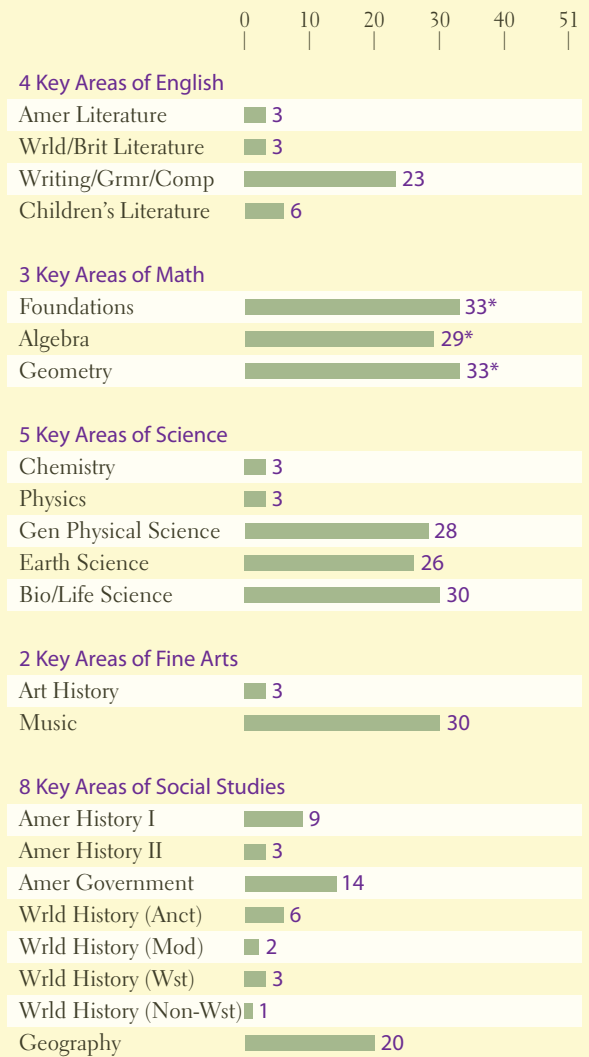 0 10 20 30 40 51
4 Key Areas of English
Amer Literature 3
Wrld/Brit Literature 3
Writing/Grmr/Comp 23
Children's Literature 6
3 Key Areas of Math
Foundations 33*
Algebra 29*
Geometry 33*
5 Key Areas of Science
Chemistry 3
Physics 3
Gen Physical Science 28
Earth Science 26
Bio/Life Science 30
2 Key Areas of Fine Arts
Art History 3
Music 30
8 Key Areas of Social Studies
Amer History I 9
Amer History II 3
Amer Government 14
Wrld History (Anct) 6
Wrld History (Mod) 2
Wrld History (Wst) 3
Wrld History (Non-Wst) 1
Geography 20